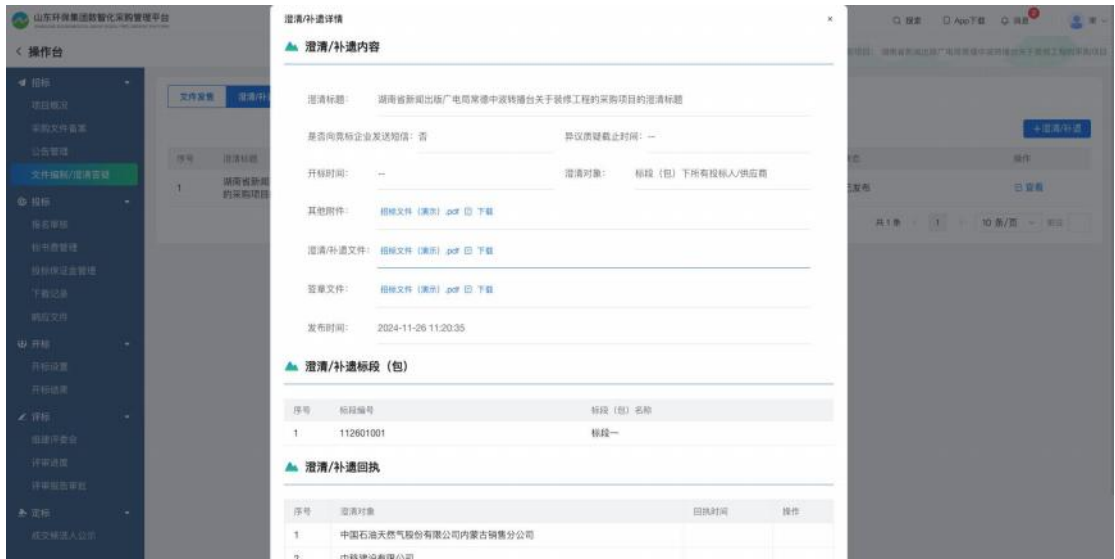 山东环保集团数智化采购管理平台
搜索
App下载
消息
澄清/补遗详情
×
操作台
招标
项目概况
采购文件备案
公告管理
文件编制/澄清答疑
投标
报名审核
标书费管理
投标保证金管理
下载记录
响应文件
开标
开标设置
开标结果
评标
组建评委会
评审进度
评审报告审批
定标
成交候选人公示
文件发售
+澄清/补遗
序号 澄清标题 操作
1
查看
共1条 1 10 条/页
澄清/补遗内容
澄清标题: 湖南省新闻出版广电局常德中波转播台关于装修工程的采购项目的澄清标题
是否向竞标企业发送短信: 否 异议质疑截止时间: --
开标时间: -- 澄清对象: 标段（包）下所有投标人/供应商
其他附件: 招标文件（演示）.pdf 下载
澄清/补遗文件: 招标文件（演示）.pdf 下载
签章文件: 招标文件（演示）.pdf 下载
发布时间: 2024-11-26 11:20:35
澄清/补遗标段（包）
序号 标段编号 标段（包）名称
1 112601001 标段一
澄清/补遗回执
序号 澄清对象 回执时间 操作
1 中国石油天然气股份有限公司内蒙古销售分公司